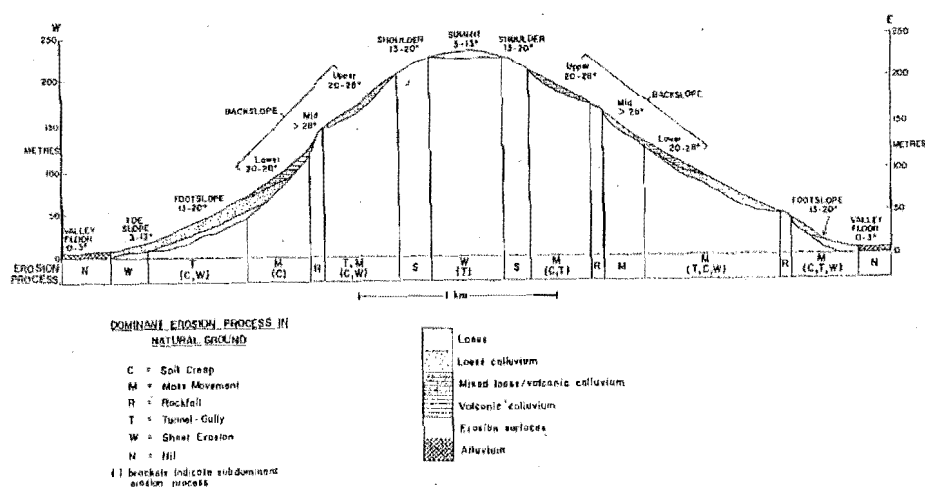 W
E
250
200
150
METRES
100
50
0
250
200
150
METRES
100
50
0
SHOULDER
13-20°
SUMMIT
3-13°
SHOULDER
13-20°
Upper
20-28°
BACKSLOPE
Mid
> 28°
Lower
20-28°
FOOTSLOPE
13-20°
TOE
SLOPE
3-13°
VALLEY
FLOOR
0-3°
Upper
20-28°
BACKSLOPE
Mid
> 28°
Lower
20-28°
FOOTSLOPE
13-20°
VALLEY
FLOOR
0-3°
EROSION
PROCESS
N
W
T
(C,W)
M
(C)
R
T, M
(C,W)
S
W
(T)
S
M
(C,T)
R
M
M
(T,C,W)
R
M
(C,T,W)
N
1 km
DOMINANT EROSION PROCESS IN
NATURAL GROUND
C = Soil Creep
M = Mass Movement
R = Rockfall
T = Tunnel-Gully
W = Sheet Erosion
N = Nil
( ) brackets indicate subdominant
erosion process
Loess
Loess colluvium
Mixed loess/volcanic colluvium
Volcanic colluvium
Erosion surfaces
Alluvium